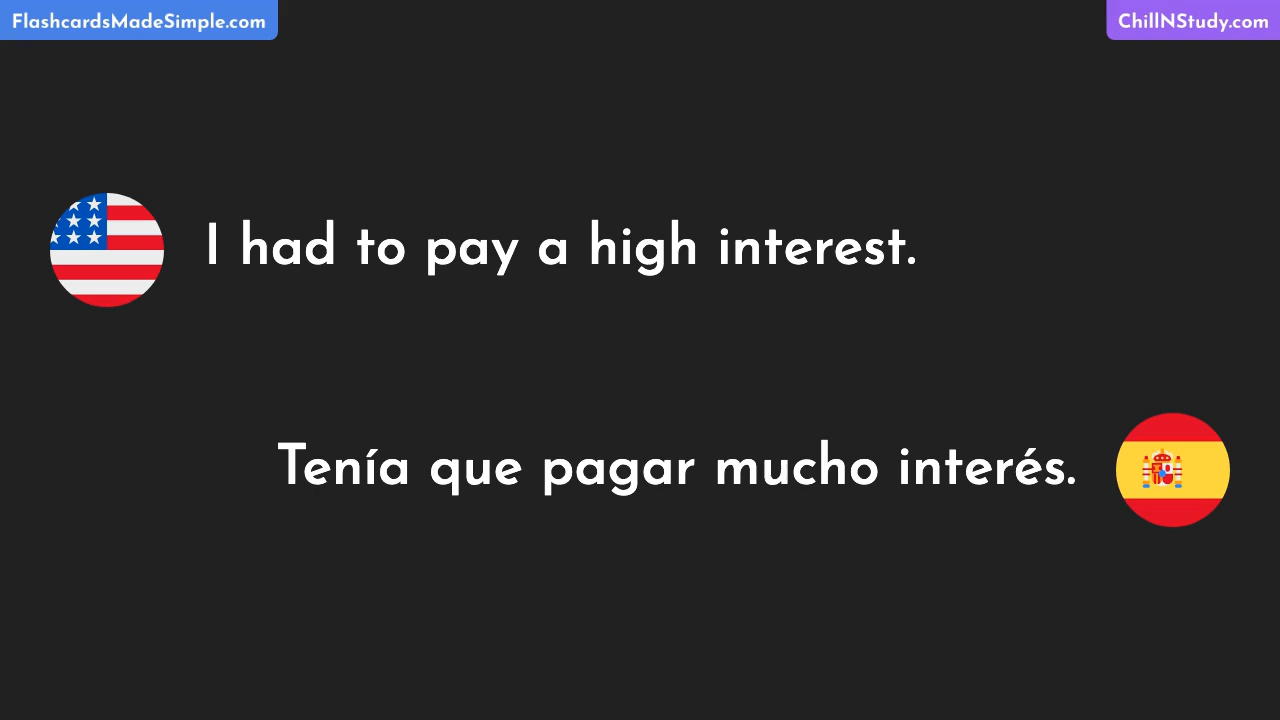 FlashcardsMadeSimple.com
ChillNStudy.com
I had to pay a high interest.
Tenía que pagar mucho interés.